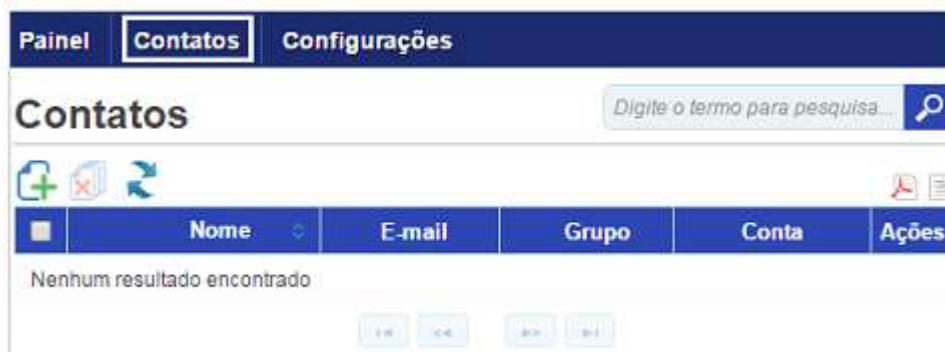 Painel Contatos Configurações
Contatos
Digite o termo para pesquisa...
Nome E-mail Grupo Conta Ações
Nenhum resultado encontrado